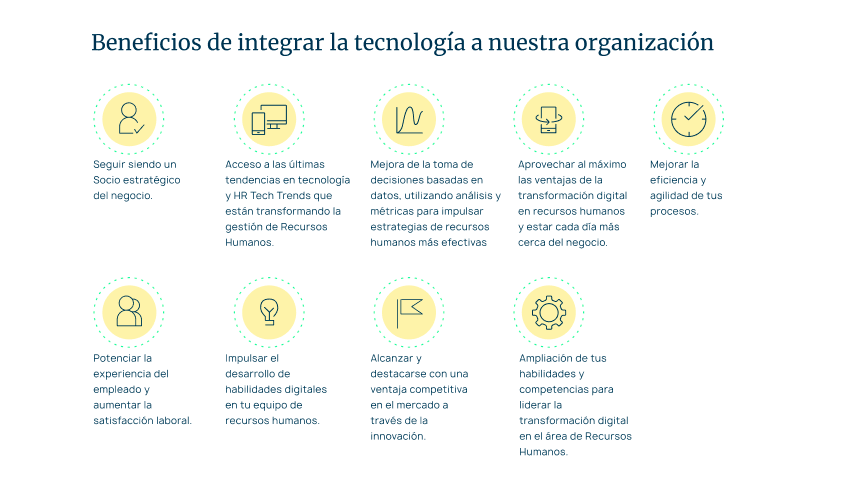 Beneficios de integrar la tecnología a nuestra organización
Seguir siendo un
Socio estratégico
del negocio.
Acceso a las últimas
tendencias en tecnología
y HR Tech Trends que
están transformando la
gestión de Recursos
Humanos.
Mejora de la toma de
decisiones basadas en
datos, utilizando análisis y
métricas para impulsar
estrategias de recursos
humanos más efectivas
Aprovechar al máximo
las ventajas de la
transformación digital
en recursos humanos
y estar cada día más
cerca del negocio.
Mejorar la
eficiencia y
agilidad de tus
procesos.
Potenciar la
experiencia del
empleado y
aumentar la
satisfacción laboral.
Impulsar el
desarrollo de
habilidades digitales
en tu equipo de
recursos humanos.
Alcanzar y
destacarse con una
ventaja competitiva
en el mercado a
través de la
innovación.
Ampliación de tus
habilidades y
competencias para
liderar la
transformación digital
en el área de Recursos
Humanos.